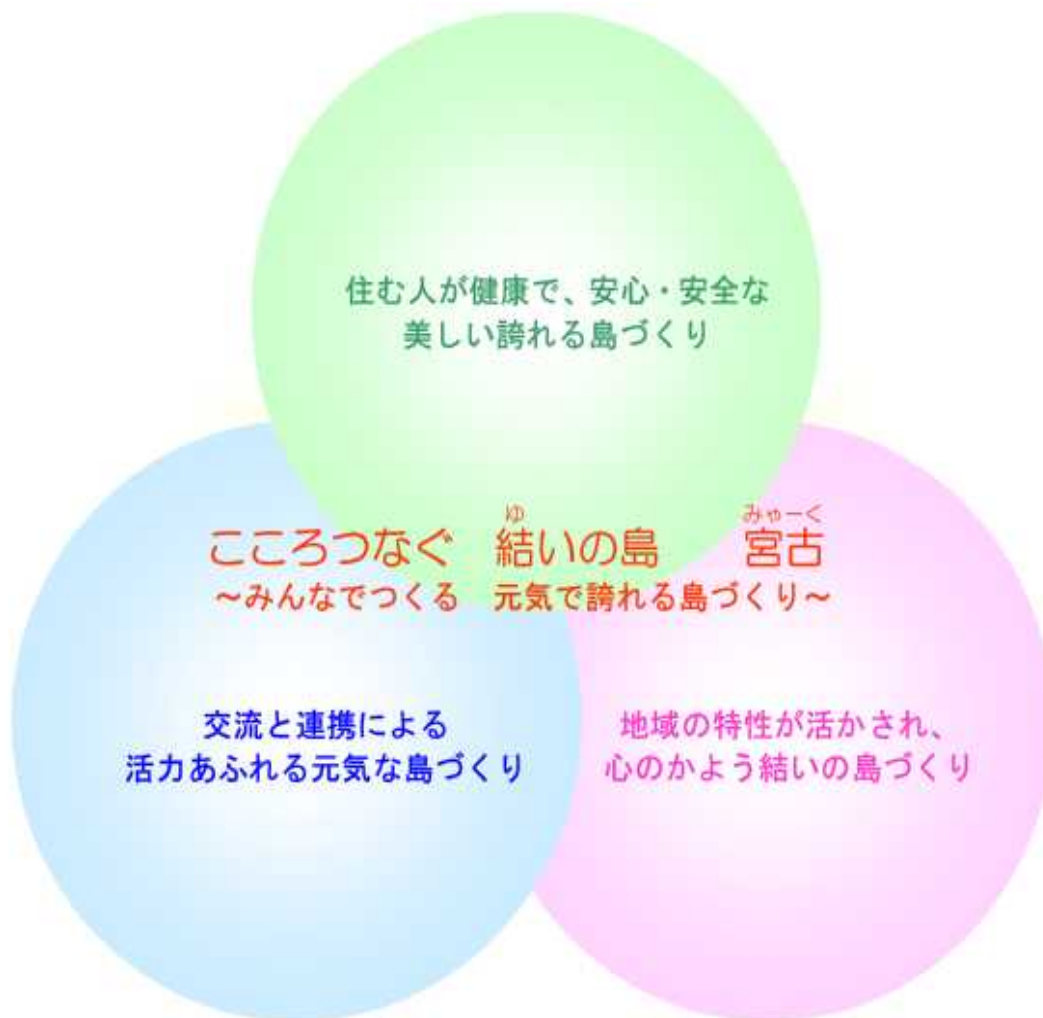 住む人が健康で、安心・安全な
美しい誇れる島づくり
ゆ みゃーく
こころつなぐ 結いの島 宮古
～みんなでつくる 元気で誇れる島づくり～
交流と連携による
活力あふれる元気な島づくり
地域の特性が活かされ、
心のかよう結いの島づくり